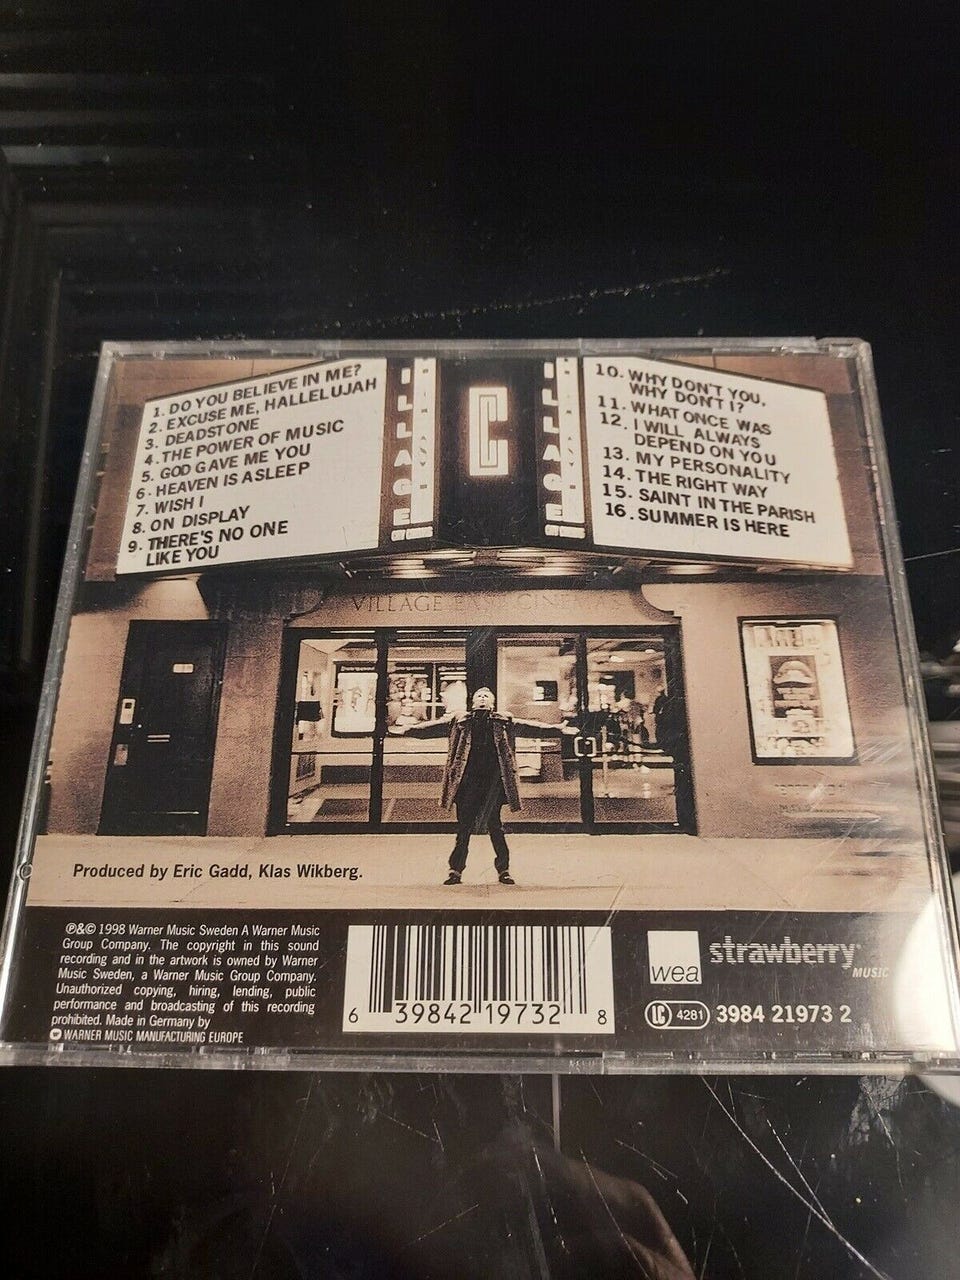 1. DO YOU BELIEVE IN ME?
2. EXCUSE ME, HALLELUJAH
3. DEADSTONE
4. THE POWER OF MUSIC
5. GOD GAVE ME YOU
6. HEAVEN IS ASLEEP
7. WISH I
8. ON DISPLAY
9. THERE'S NO ONE
LIKE YOU
C
10. WHY DON'T YOU,
WHY DON'T I?
11. WHAT ONCE WAS
12. I WILL ALWAYS
DEPEND ON YOU
13. MY PERSONALITY
14. THE RIGHT WAY
15. SAINT IN THE PARISH
16. SUMMER IS HERE
ILLAGE
ILLAGE
VILLAGE EAST CINEMAS
Produced by Eric Gadd, Klas Wikberg.
℗&© 1998 Warner Music Sweden A Warner Music
Group Company. The copyright in this sound
recording and in the artwork is owned by Warner
Music Sweden, a Warner Music Group Company.
Unauthorized copying, hiring, lending, public
performance and broadcasting of this recording
prohibited. Made in Germany by
WARNER MUSIC MANUFACTURING EUROPE
6 39842 19732 8
wea
strawberry
MUSIC
LC 4281 3984 21973 2